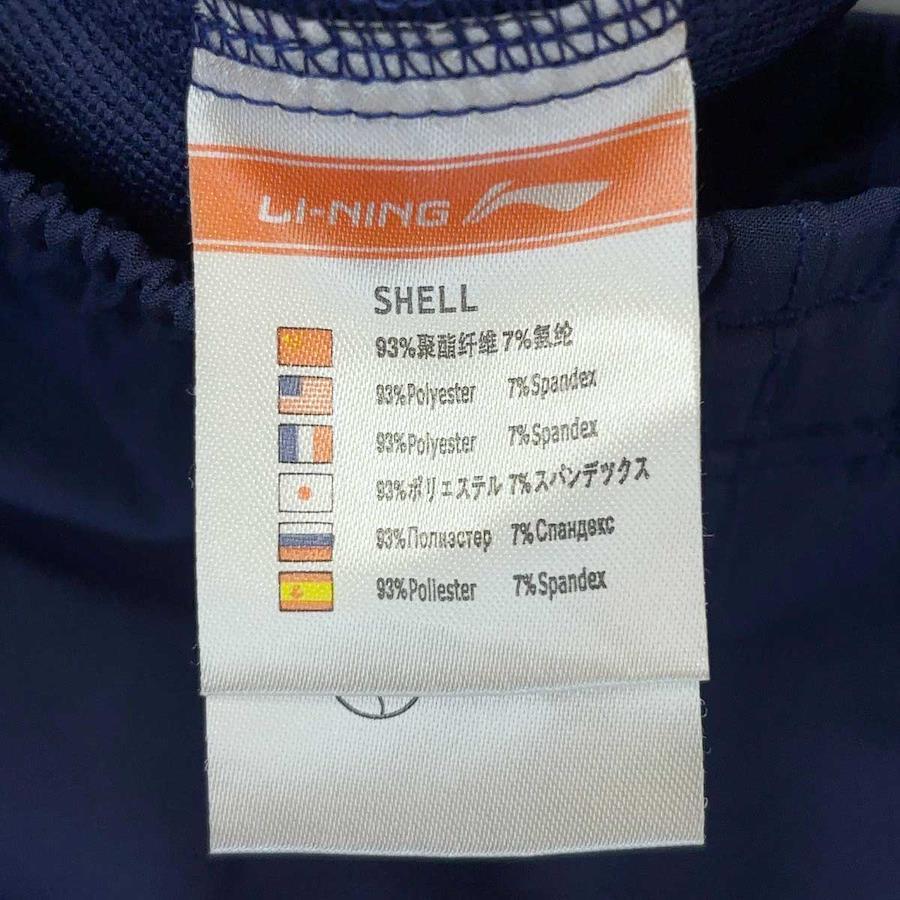 LI-NING
SHELL
93%聚酯纤维 7%氨纶
93%Polyester 7%Spandex
93%Polyester 7%Spandex
93%ポリエステル 7%スパンデックス
93%Полиэстер 7%Спандекс
93%Poliester 7%Spandex